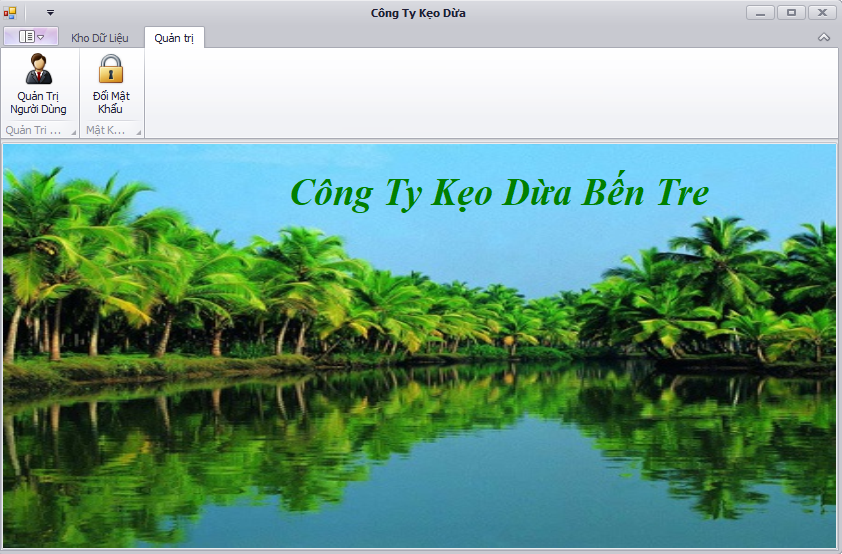 Công Ty Kẹo Dừa
Kho Dữ Liệu
Quản trị
Quản Trị
Người Dùng
Đổi Mật
Khẩu
Quản Tri ...
Mật K...
Công Ty Kẹo Dừa Bến Tre